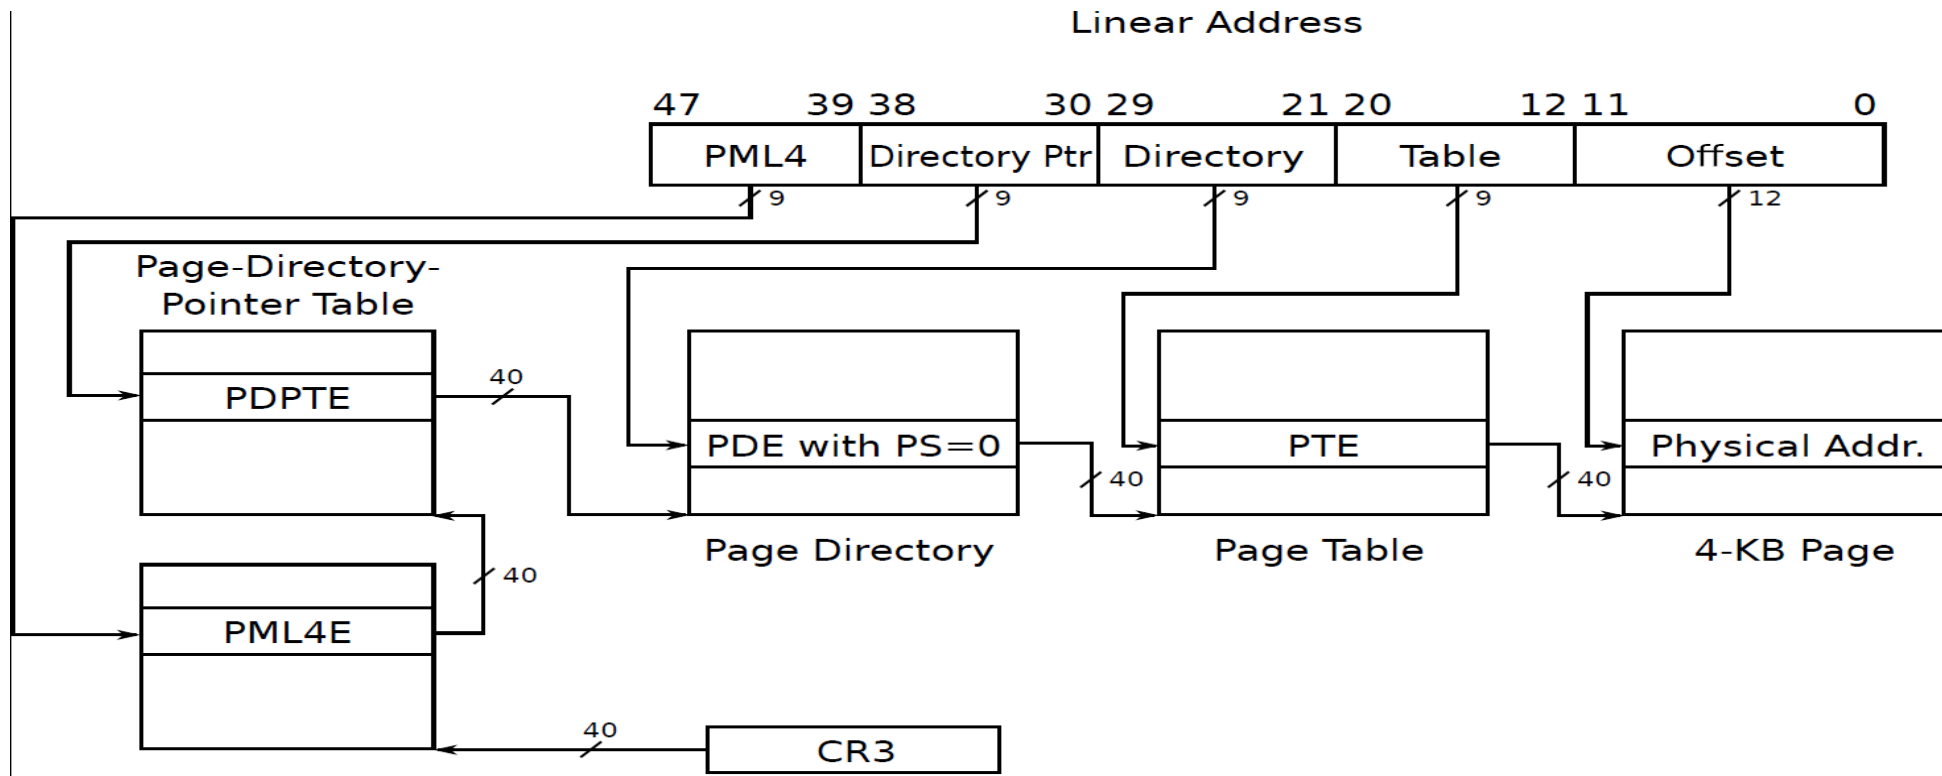 Linear Address
47 39 38 30 29 21 20 12 11 0
PML4 Directory Ptr Directory Table Offset
9 9 9 9 12
Page-Directory-
Pointer Table
40
PDPTE
PDE with PS=0 PTE Physical Addr.
40 40
Page Directory Page Table 4-KB Page
40
PML4E
40
CR3